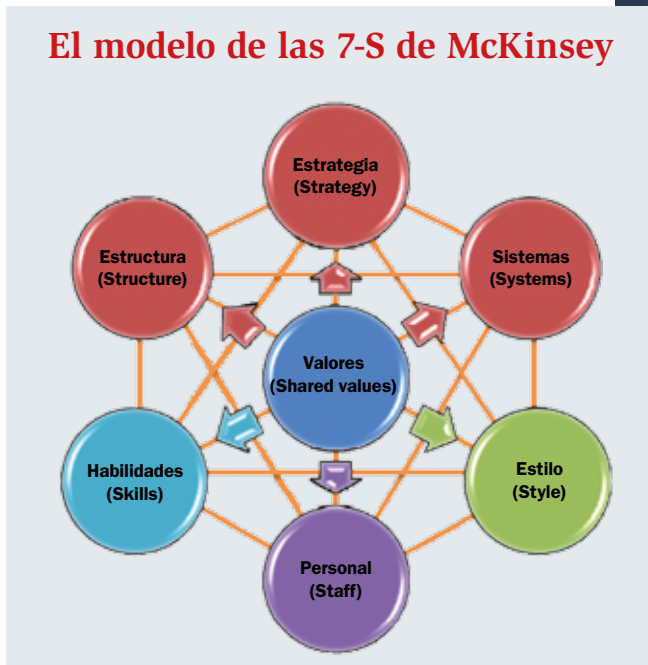 El modelo de las 7-S de McKinsey
Estrategia
(Strategy)
Estructura
(Structure)
Sistemas
(Systems)
Valores
(Shared values)
Habilidades
(Skills)
Estilo
(Style)
Personal
(Staff)